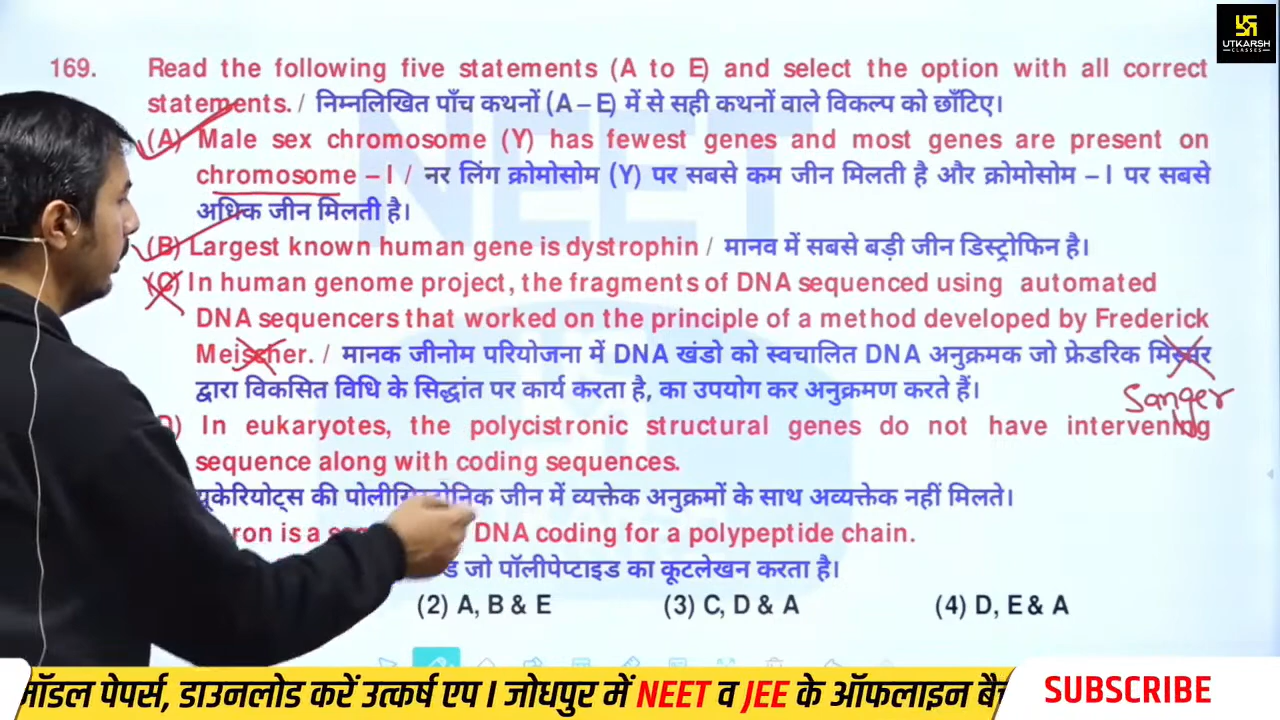 UTKARSH
CLASSES
169. Read the following five statements (A to E) and select the option with all correct
statements. / निम्नलिखित पाँच कथनों (A – E) में से सही कथनों वाले विकल्प को छाँटिए।
(A) Male sex chromosome (Y) has fewest genes and most genes are present on
chromosome – I / नर लिंग क्रोमोसोम (Y) पर सबसे कम जीन मिलती है और क्रोमोसोम – I पर सबसे
अधिक जीन मिलती है।
(B) Largest known human gene is dystrophin / मानव में सबसे बड़ी जीन डिस्ट्रोफिन है।
(C) In human genome project, the fragments of DNA sequenced using automated
DNA sequencers that worked on the principle of a method developed by Frederick
Meischer. / मानक जीनोम परियोजना में DNA खंडो को स्वचालित DNA अनुक्रमक जो फ्रेडरिक
द्वारा विकसित विधि के सिद्धांत पर कार्य करता है, का उपयोग कर अनुक्रमण करते हैं।
Sanger
D) In eukaryotes, the polycistronic structural genes do not have intervening
sequence along with coding sequences.
यूकेरियोट्स की जीन में व्यक्तेक अनुक्रमों के साथ अव्यक्तेक नहीं मिलते।
is a DNA coding for a polypeptide chain.
जो पॉलीपेप्टाइड का कूटलेखन करता है।
(2) A, B & E (3) C, D & A (4) D, E & A
मॉडल पेपर्स, डाउनलोड करें उत्कर्ष एप । जोधपुर में NEET व JEE के ऑफलाइन
SUBSCRIBE
NEET